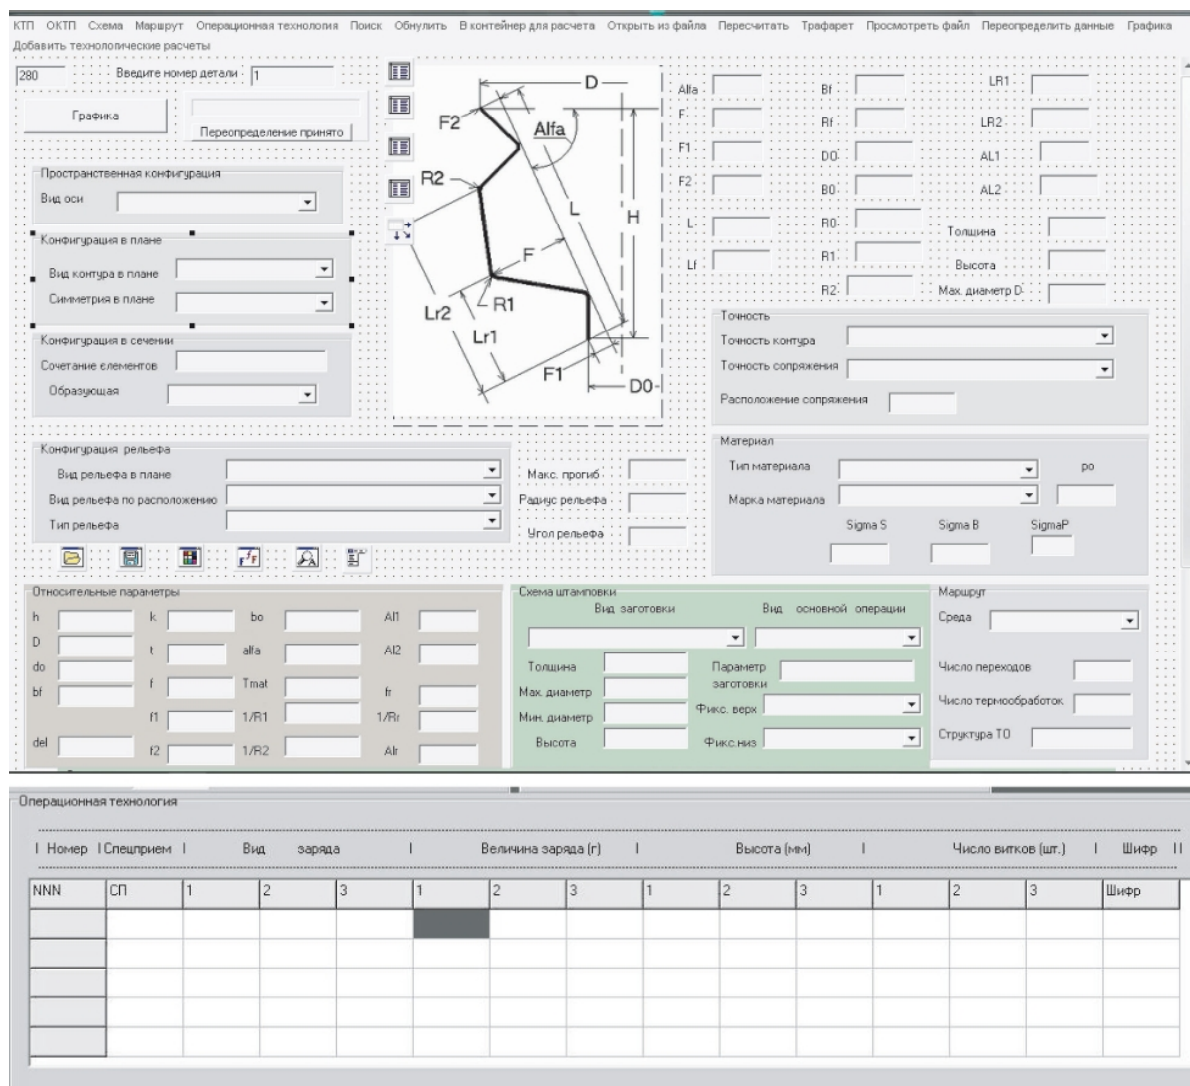 КТП ОКТП Схема Маршрут Операционная технология Поиск Обнулить В контейнер для расчета Открыть из файла Пересчитать Трафарет Просмотреть файл Переопределить данные Графика
Добавить технологические расчеты
280 Введите номер детали 1
Графика
Переопределение принято
Пространственная конфигурация
Вид оси
Конфигурация в плане
Вид контура в плане
Симметрия в плане
Конфигурация в сечении
Сочетание елементов
Образующая
D
F2
Alfa
R2
L
H
F
R1
Lr2
Lr1
F1
D0
Alfa Bf LR1
F Rf LR2
F1 D0 AL1
F2 B0 AL2
L R0 Толщина
Lf R1 Высота
R2 Мах. диаметр D
Точность
Точность контура
Точность сопряжения
Расположение сопряжения
Конфигурация рельефа
Вид рельефа в плане
Вид рельефа по расположению
Тип рельефа
Макс. прогиб
Радиус рельефа
Угол рельефа
Материал
Тип материала ро
Марка материала
Sigma S Sigma B SigmaP
Относительные параметры
h k bo Al1
D t alfa Al2
do
bf f Tmat fr
f1 1/R1 1/Rr
del f2 1/R2 Alr
Схема штамповки
Вид заготовки Вид основной операции
Толщина Параметр заготовки
Мах. диаметр
Мин. диаметр Фикс. верх
Высота Фикс.низ
Маршрут
Среда
Число переходов
Число термообработок
Структура ТО
Операционная технология
I Номер I Спецприем I Вид заряда I Величина заряда (г) I Высота (мм) I Число витков (шт.) I Шифр II
NNN СП 1 2 3 1 2 3 1 2 3 1 2 3 Шифр